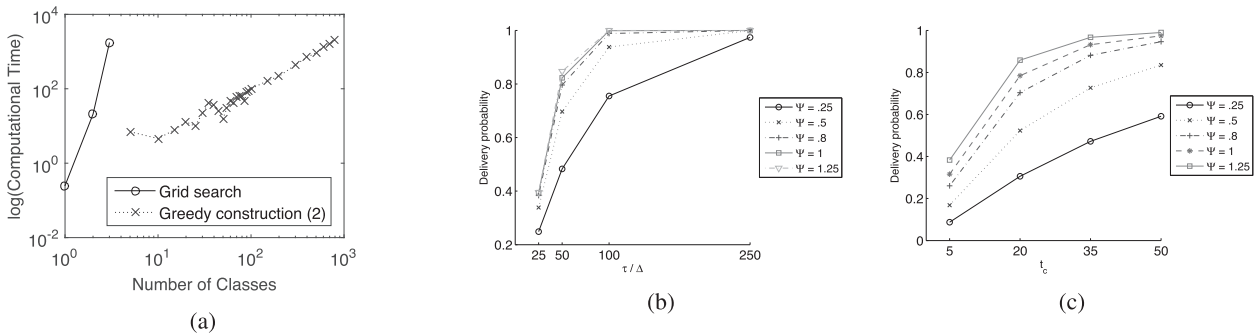 log(Computational Time)
10^4
10^2
10^0
10^-2
10^0
10^1
10^2
10^3
Number of Classes
Grid search
Greedy construction (2)
(a)
Delivery probability
1
0.8
0.6
0.4
0.2
25
50
100
250
τ / Δ
Ψ = .25
Ψ = .5
Ψ = .8
Ψ = 1
Ψ = 1.25
(b)
Delivery probability
1
0.8
0.6
0.4
0.2
0
5
20
35
50
t_c
Ψ = .25
Ψ = .5
Ψ = .8
Ψ = 1
Ψ = 1.25
(c)